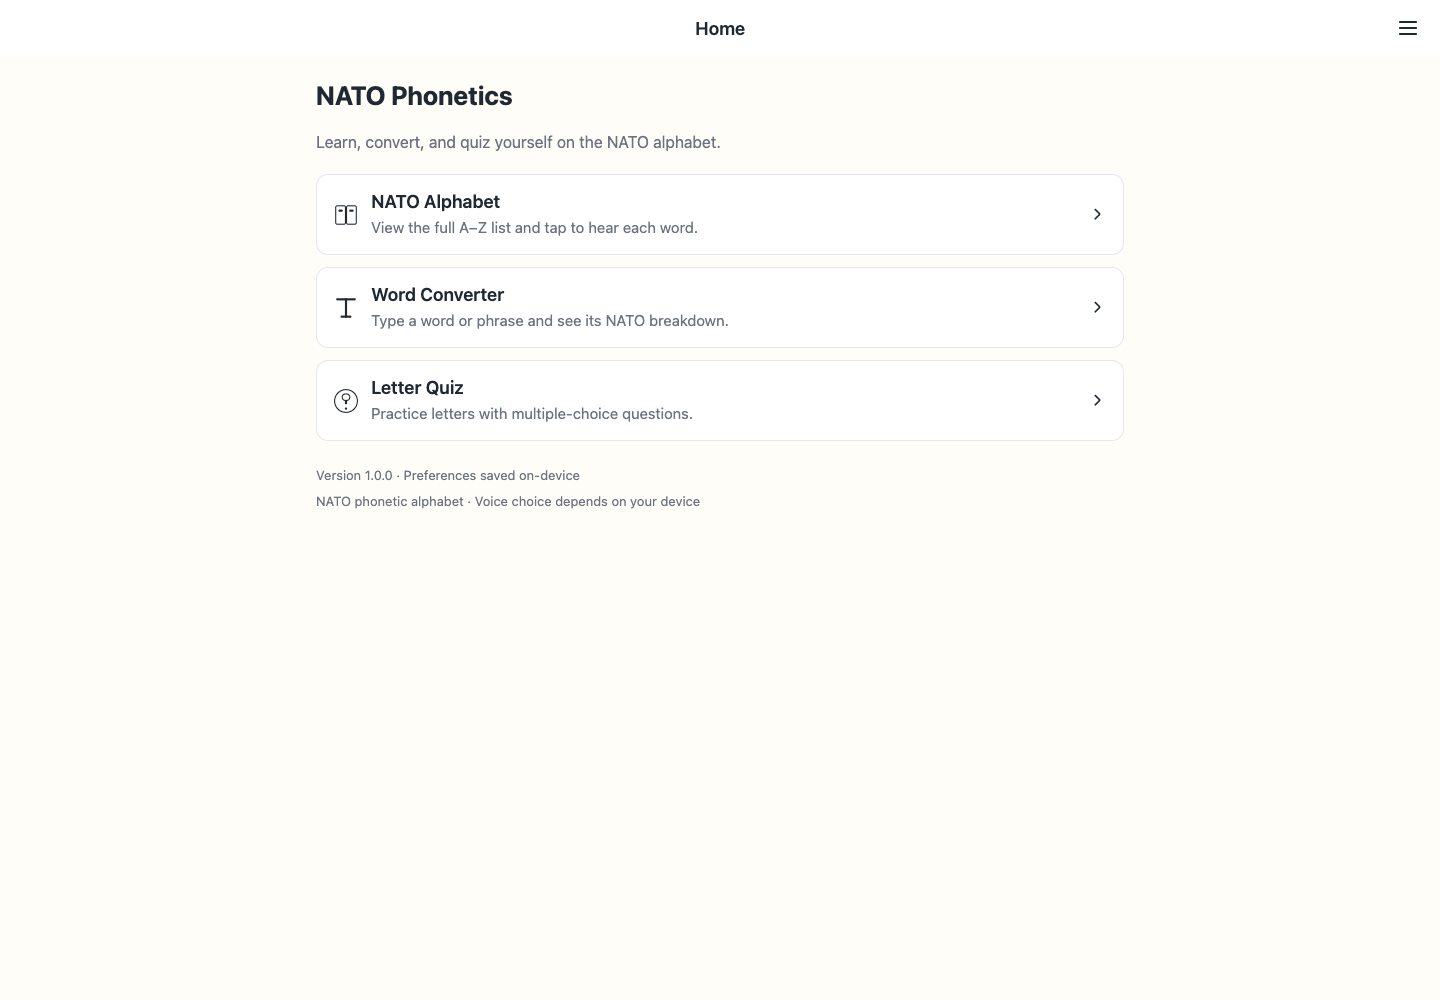 Home
NATO Phonetics
Learn, convert, and quiz yourself on the NATO alphabet.
NATO Alphabet
View the full A–Z list and tap to hear each word.
Word Converter
Type a word or phrase and see its NATO breakdown.
Letter Quiz
Practice letters with multiple-choice questions.
Version 1.0.0 · Preferences saved on-device
NATO phonetic alphabet · Voice choice depends on your device